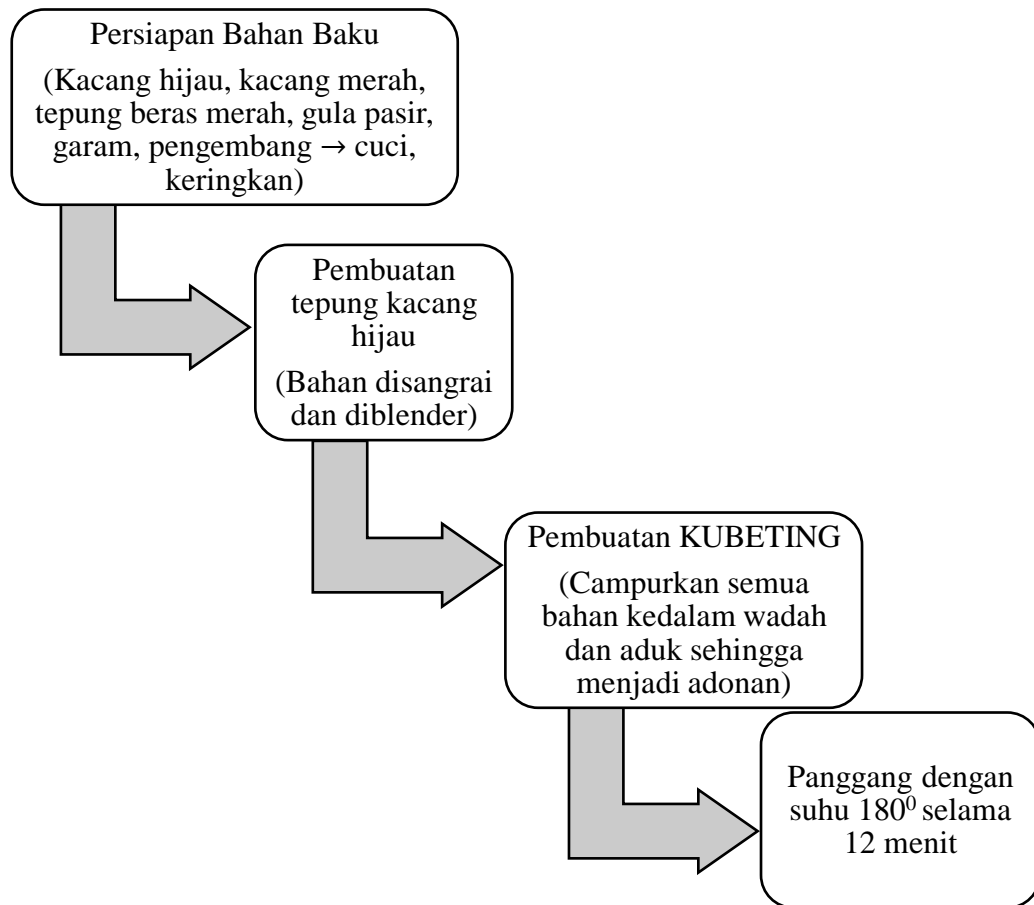 Persiapan Bahan Baku
(Kacang hijau, kacang merah,
tepung beras merah, gula pasir,
garam, pengembang → cuci,
keringkan)
Pembuatan
tepung kacang
hijau
(Bahan disangrai
dan diblender)
Pembuatan KUBETING
(Campurkan semua
bahan kedalam wadah
dan aduk sehingga
menjadi adonan)
Panggang dengan
suhu 180⁰ selama
12 menit